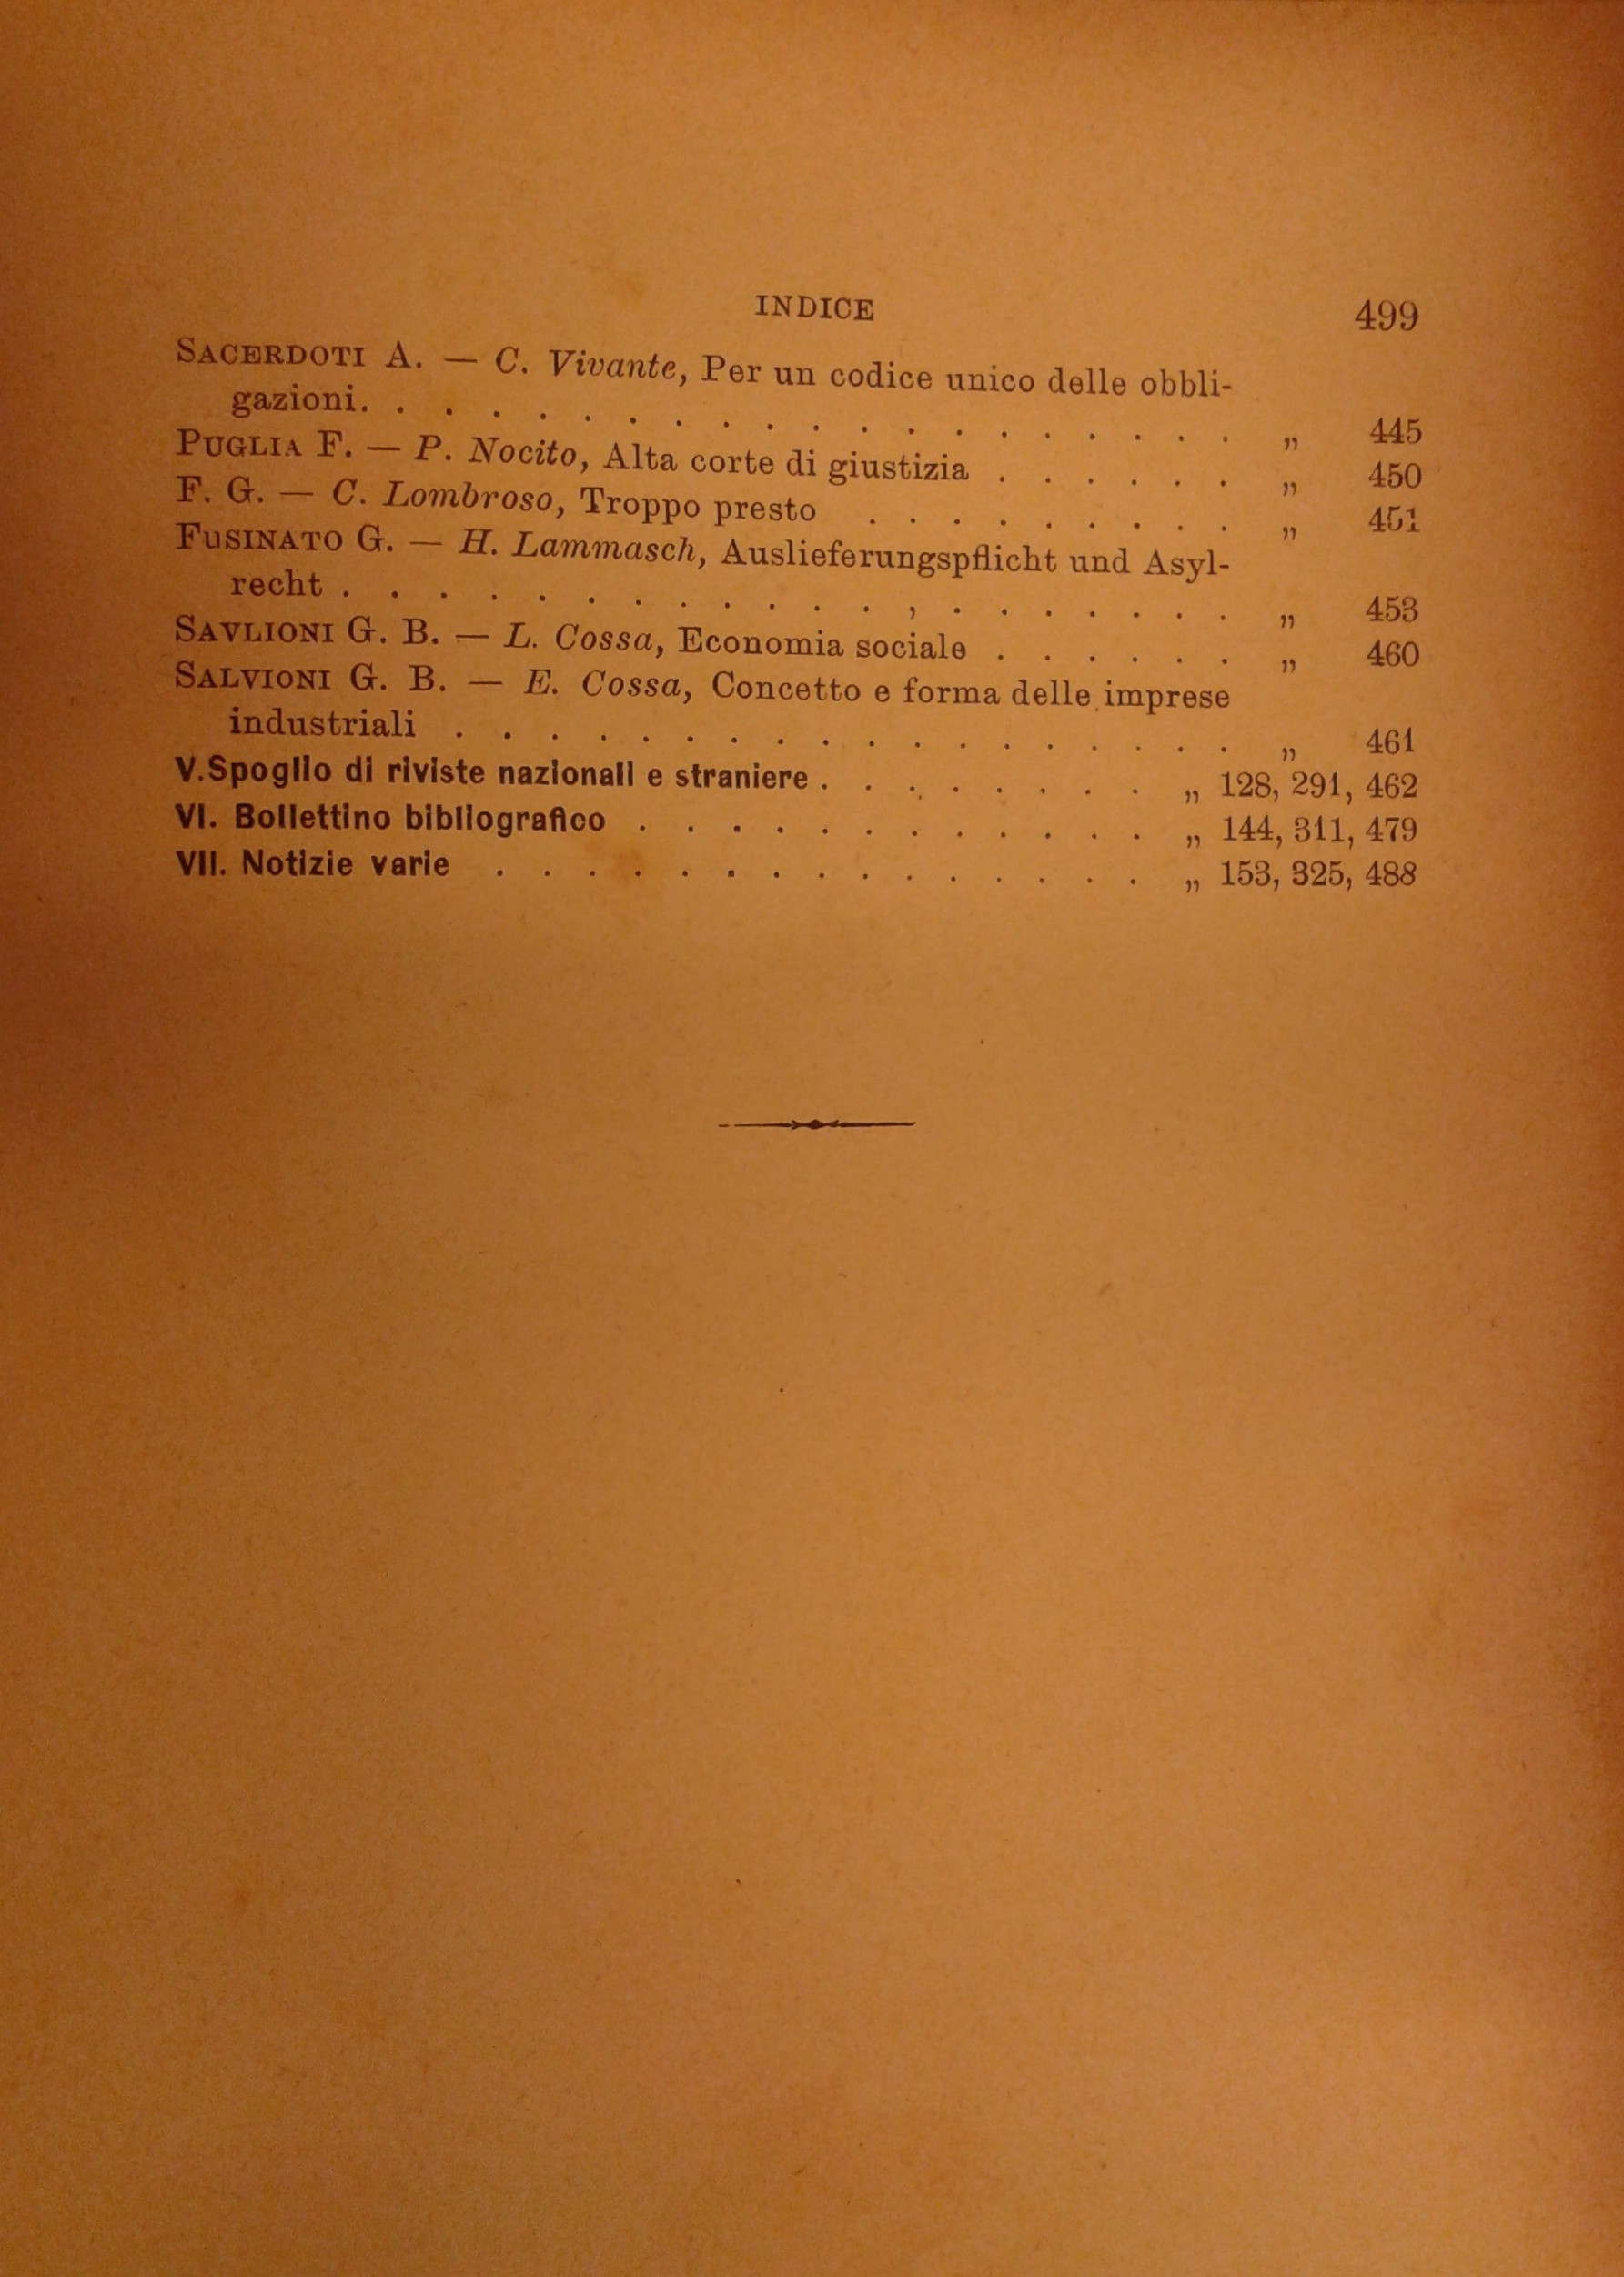 INDICE 499
SACERDOTI A. — C. Vivante, Per un codice unico delle obbli-
gazioni. . . . . . . . . . . . . . . . . . . . „ 445
PUGLIA F. — P. Nocito, Alta corte di giustizia . . . . . . „ 450
F. G. — C. Lombroso, Troppo presto . . . . . . . . . „ 451
FUSINATO G. — H. Lammasch, Auslieferungspflicht und Asyl-
recht . . . . . . . . . . . . , . . . . . . . „ 453
SAVLIONI G. B. — L. Cossa, Economia sociale . . . . . . „ 460
SALVIONI G. B. — E. Cossa, Concetto e forma delle imprese
industriali . . . . . . . . . . . . . . . . . . „ 461
V. Spoglio di riviste nazionali e straniere . . . . . . . . „ 128, 291, 462
VI. Bollettino bibliografico . . . . . . . . . . . . „ 144, 311, 479
VII. Notizie varie . . . . . . . . . . . . . . . „ 153, 325, 488